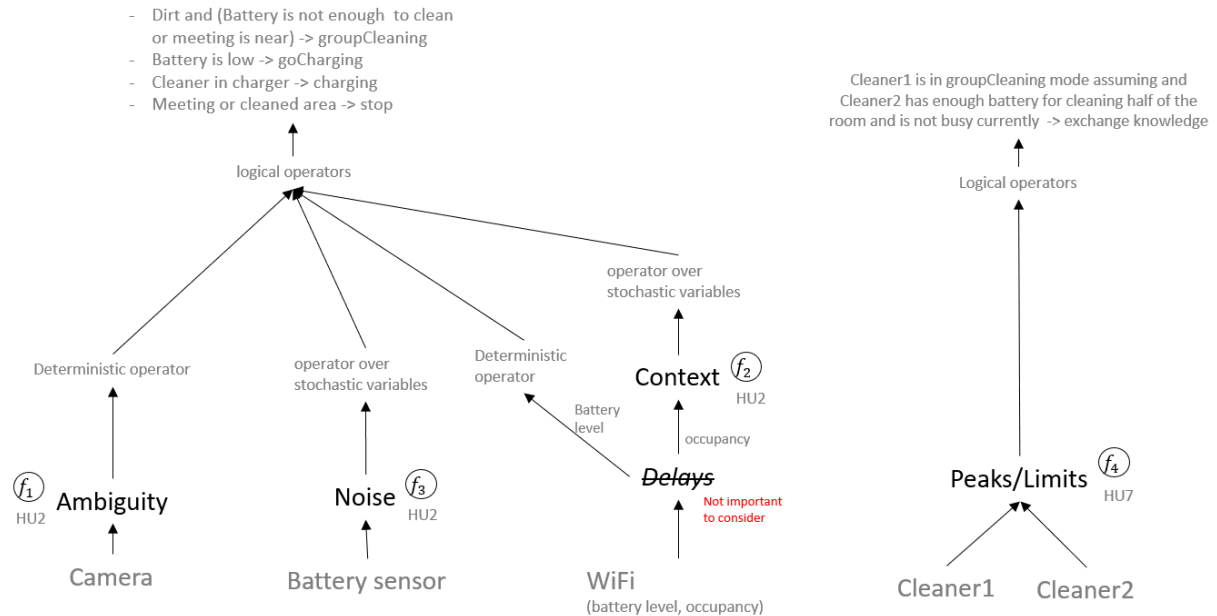 - Dirt and (Battery is not enough to clean
or meeting is near) -> groupCleaning
- Battery is low -> goCharging
- Cleaner in charger -> charging
- Meeting or cleaned area -> stop
Cleaner1 is in groupCleaning mode assuming and
Cleaner2 has enough battery for cleaning half of the
room and is not busy currently -> exchange knowledge
logical operators
Logical operators
operator over
stochastic variables
Deterministic operator
operator over
stochastic variables
Deterministic
operator
Context
f2
HU2
Battery
level
occupancy
f1
HU2
Ambiguity
Noise
f3
HU2
Delays
Not important
to consider
Peaks/Limits
f4
HU7
Camera
Battery sensor
WiFi
(battery level, occupancy)
Cleaner1
Cleaner2